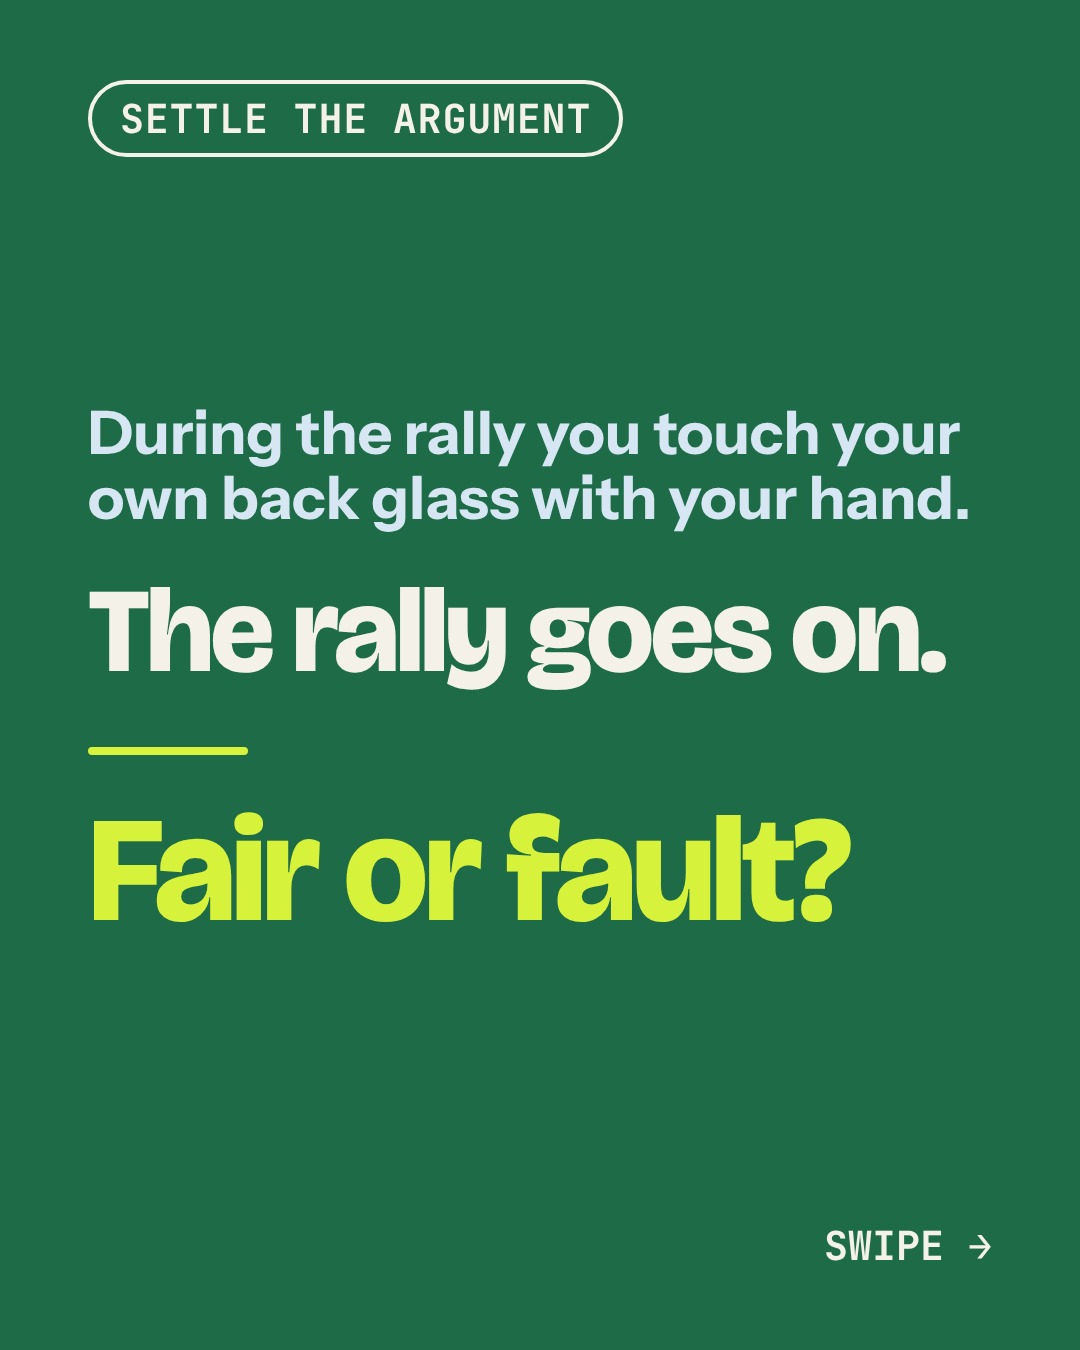 SETTLE THE ARGUMENT
During the rally you touch your
own back glass with your hand.
The rally goes on.
Fair or fault?
SWIPE →